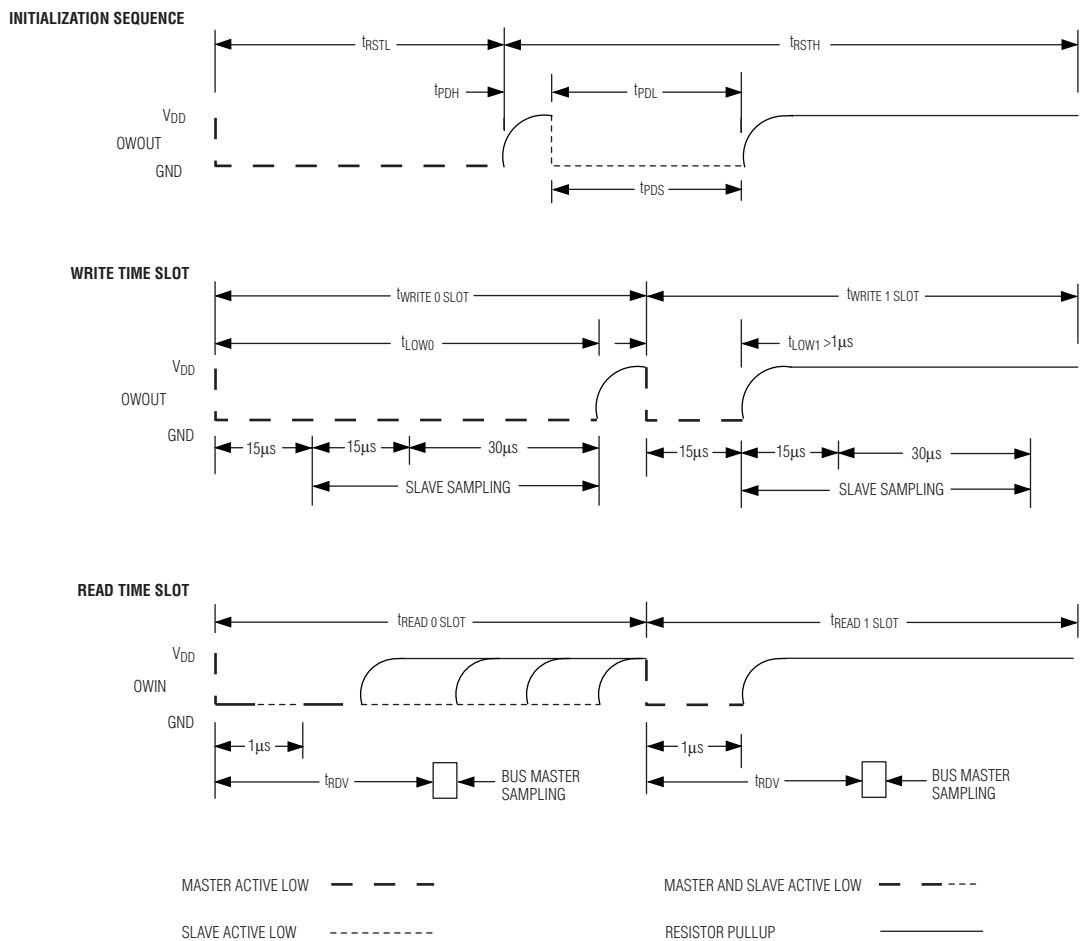 INITIALIZATION SEQUENCE
tRSTL
tRSTH
tPDH
tPDL
VDD
OWOUT
GND
tPDS
WRITE TIME SLOT
tWRITE 0 SLOT
tWRITE 1 SLOT
tLOW0
tLOW1 >1µs
VDD
OWOUT
GND
15µs
15µs
30µs
15µs
15µs
30µs
SLAVE SAMPLING
SLAVE SAMPLING
READ TIME SLOT
tREAD 0 SLOT
tREAD 1 SLOT
VDD
OWIN
GND
1µs
1µs
tRDV
BUS MASTER
SAMPLING
tRDV
BUS MASTER
SAMPLING
MASTER ACTIVE LOW
MASTER AND SLAVE ACTIVE LOW
SLAVE ACTIVE LOW
RESISTOR PULLUP